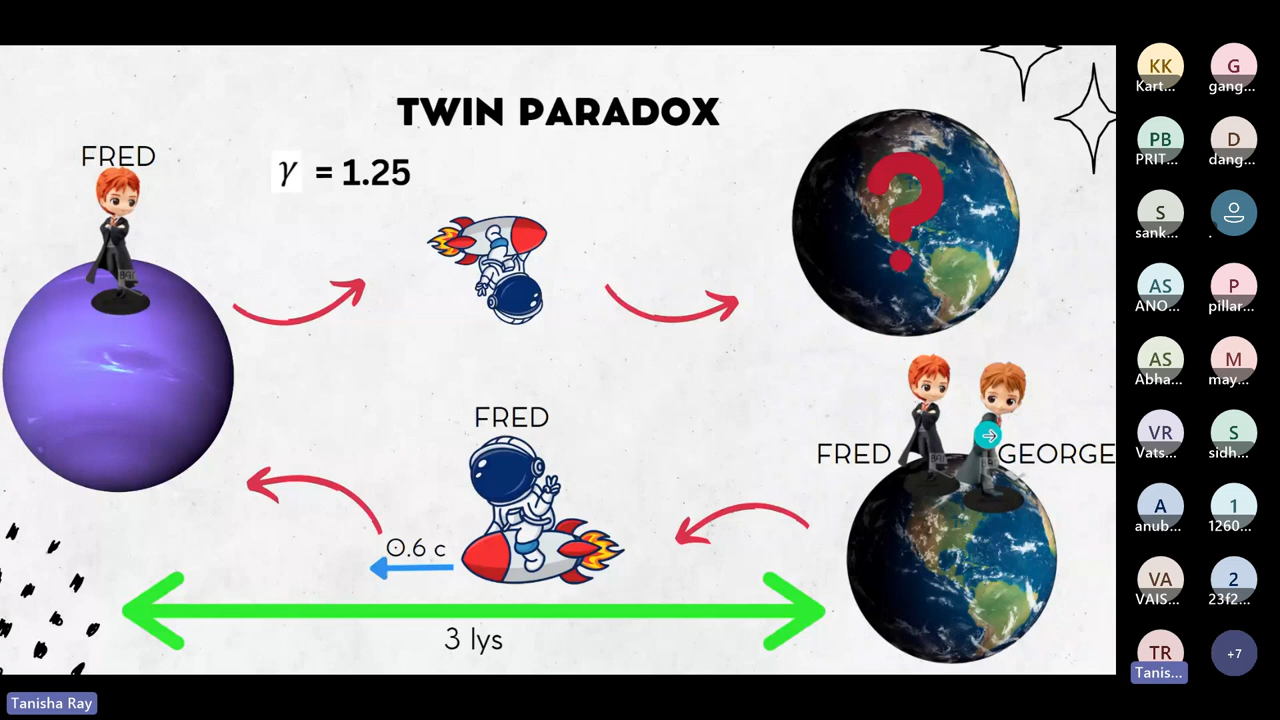 TWIN PARADOX
FRED
γ = 1.25
FRED
FRED
GEORGE
0.6 c
3 lys
KK
Kart...
G
gang...
PB
PRIT...
D
dang...
S
sank...
.
AS
ANO...
P
pillar...
AS
Abha...
M
may...
VR
Vats...
S
sidh...
A
anub...
1
1260...
VA
VAIS...
2
23f2...
TR
Tanis...
+7
Tanisha Ray